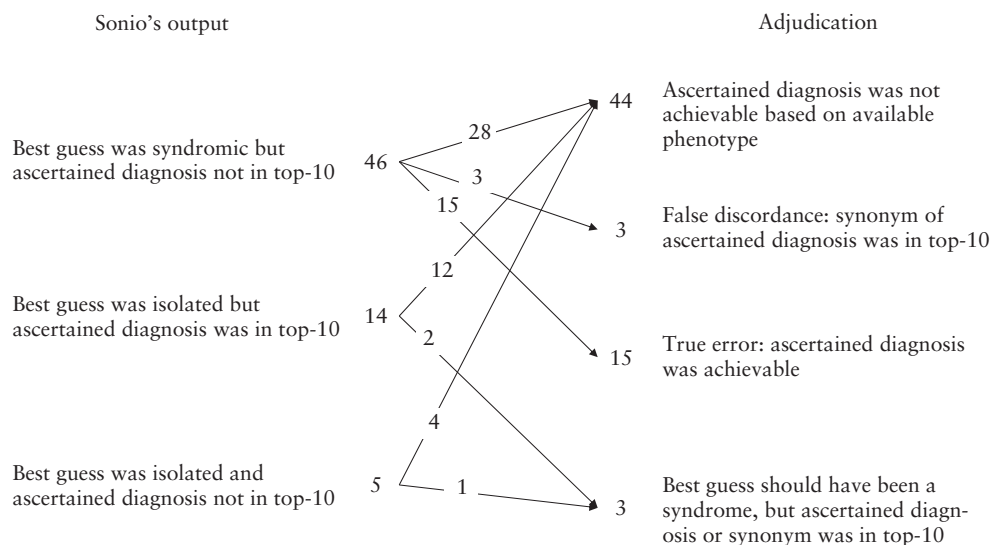 Sonio's output
Adjudication
Best guess was syndromic but
ascertained diagnosis not in top-10
46
28
3
15
44
Ascertained diagnosis was not
achievable based on available
phenotype
3
False discordance: synonym of
ascertained diagnosis was in top-10
Best guess was isolated but
ascertained diagnosis was in top-10
14
12
2
15
True error: ascertained diagnosis
was achievable
Best guess was isolated and
ascertained diagnosis not in top-10
5
4
1
3
Best guess should have been a
syndrome, but ascertained diagn-
osis or synonym was in top-10